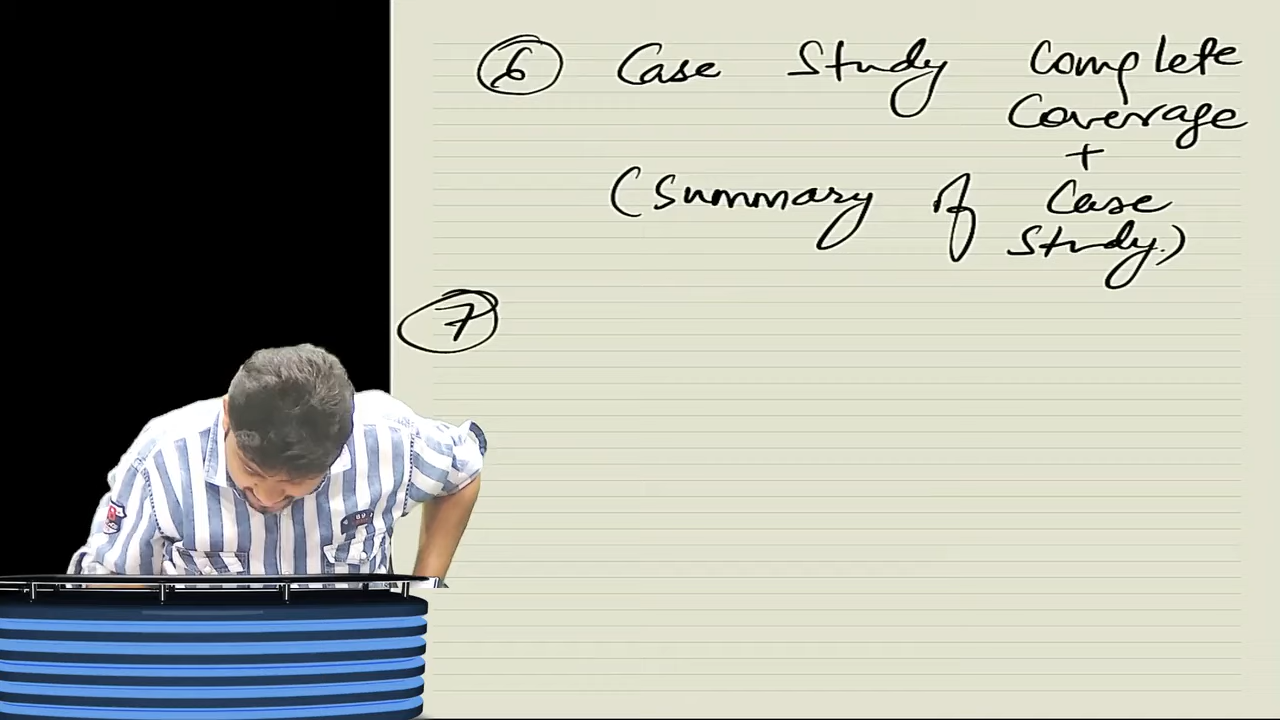 6 Case Study Complete
Coverage
+
(Summary of Case
Study.)
7